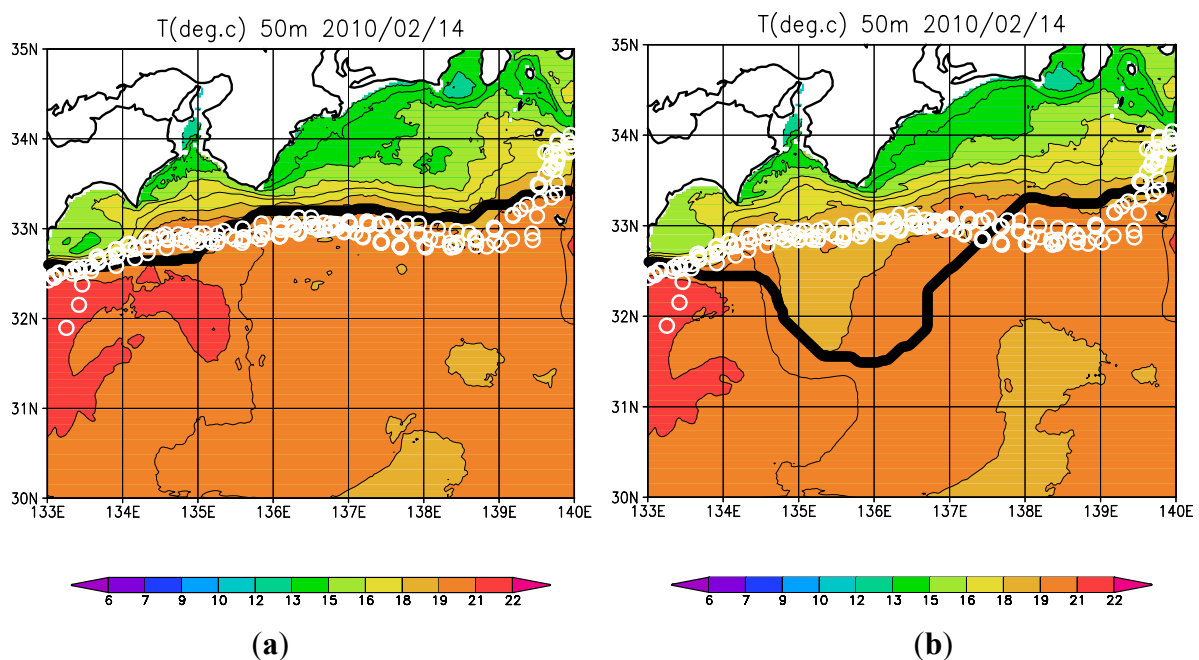 T(deg.c) 50m 2010/02/14
35N
34N
33N
32N
31N
30N
133E 134E 135E 136E 137E 138E 139E 140E
6 7 9 10 12 13 15 16 18 19 21 22
(a)
T(deg.c) 50m 2010/02/14
35N
34N
33N
32N
31N
30N
133E 134E 135E 136E 137E 138E 139E 140E
6 7 9 10 12 13 15 16 18 19 21 22
(b)